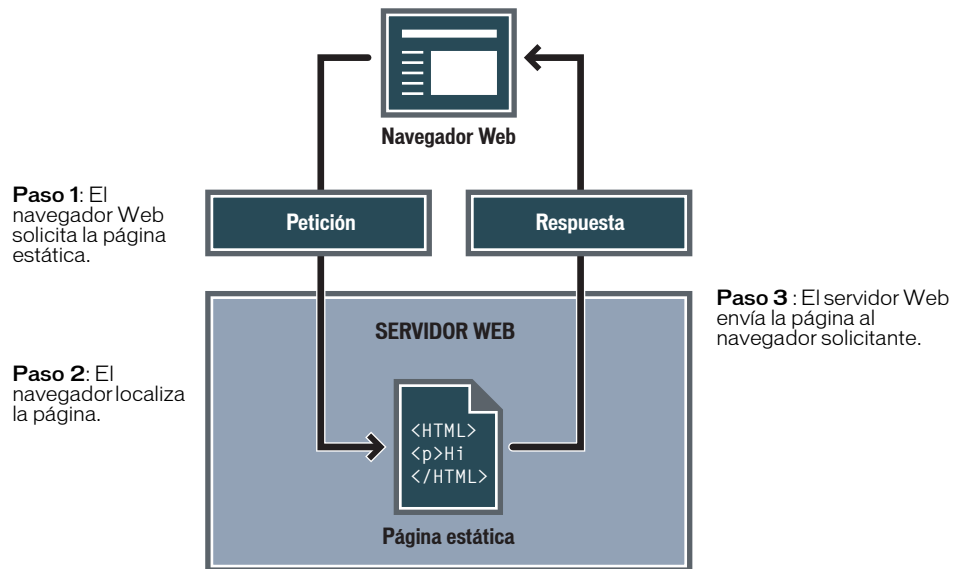 Navegador Web
Paso 1: El
navegador Web
solicita la página
estática.
Petición
Respuesta
Paso 3 : El servidor Web
envía la página al
navegador solicitante.
SERVIDOR WEB
Paso 2: El
navegador localiza
la página.
<HTML>
<p>Hi
</HTML>
Página estática